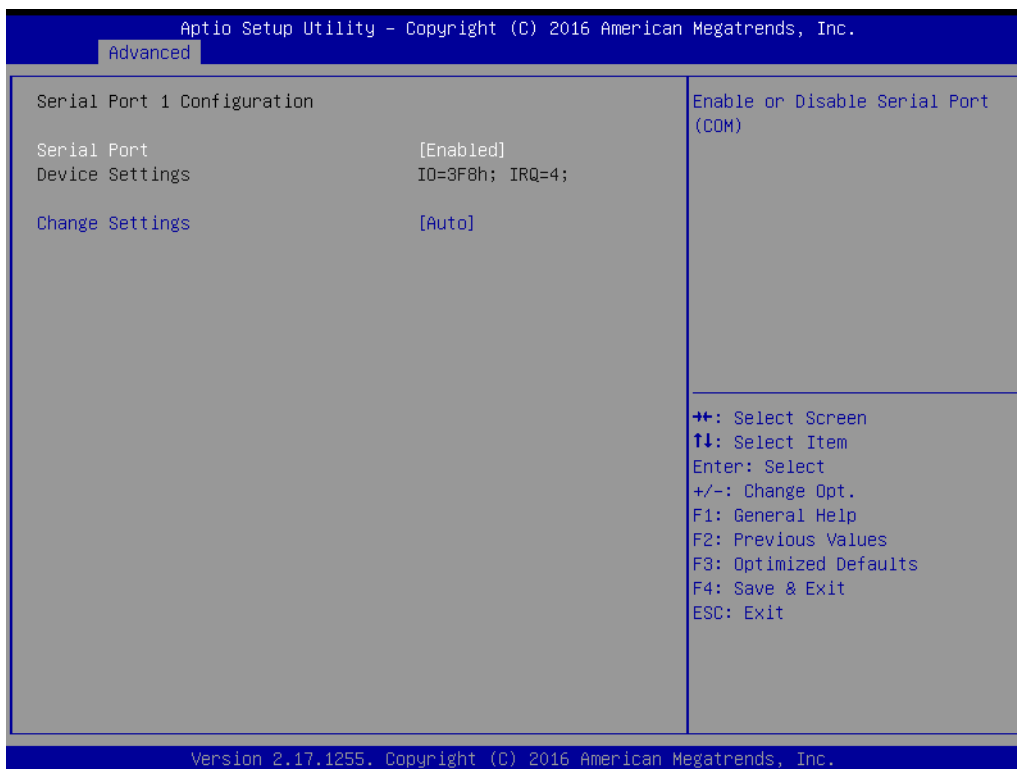 Aptio Setup Utility – Copyright (C) 2016 American Megatrends, Inc.
Advanced
Serial Port 1 Configuration
Serial Port [Enabled]
Device Settings IO=3F8h; IRQ=4;
Change Settings [Auto]
Enable or Disable Serial Port
(COM)
→←: Select Screen
↑↓: Select Item
Enter: Select
+/-: Change Opt.
F1: General Help
F2: Previous Values
F3: Optimized Defaults
F4: Save & Exit
ESC: Exit
Version 2.17.1255. Copyright (C) 2016 American Megatrends, Inc.